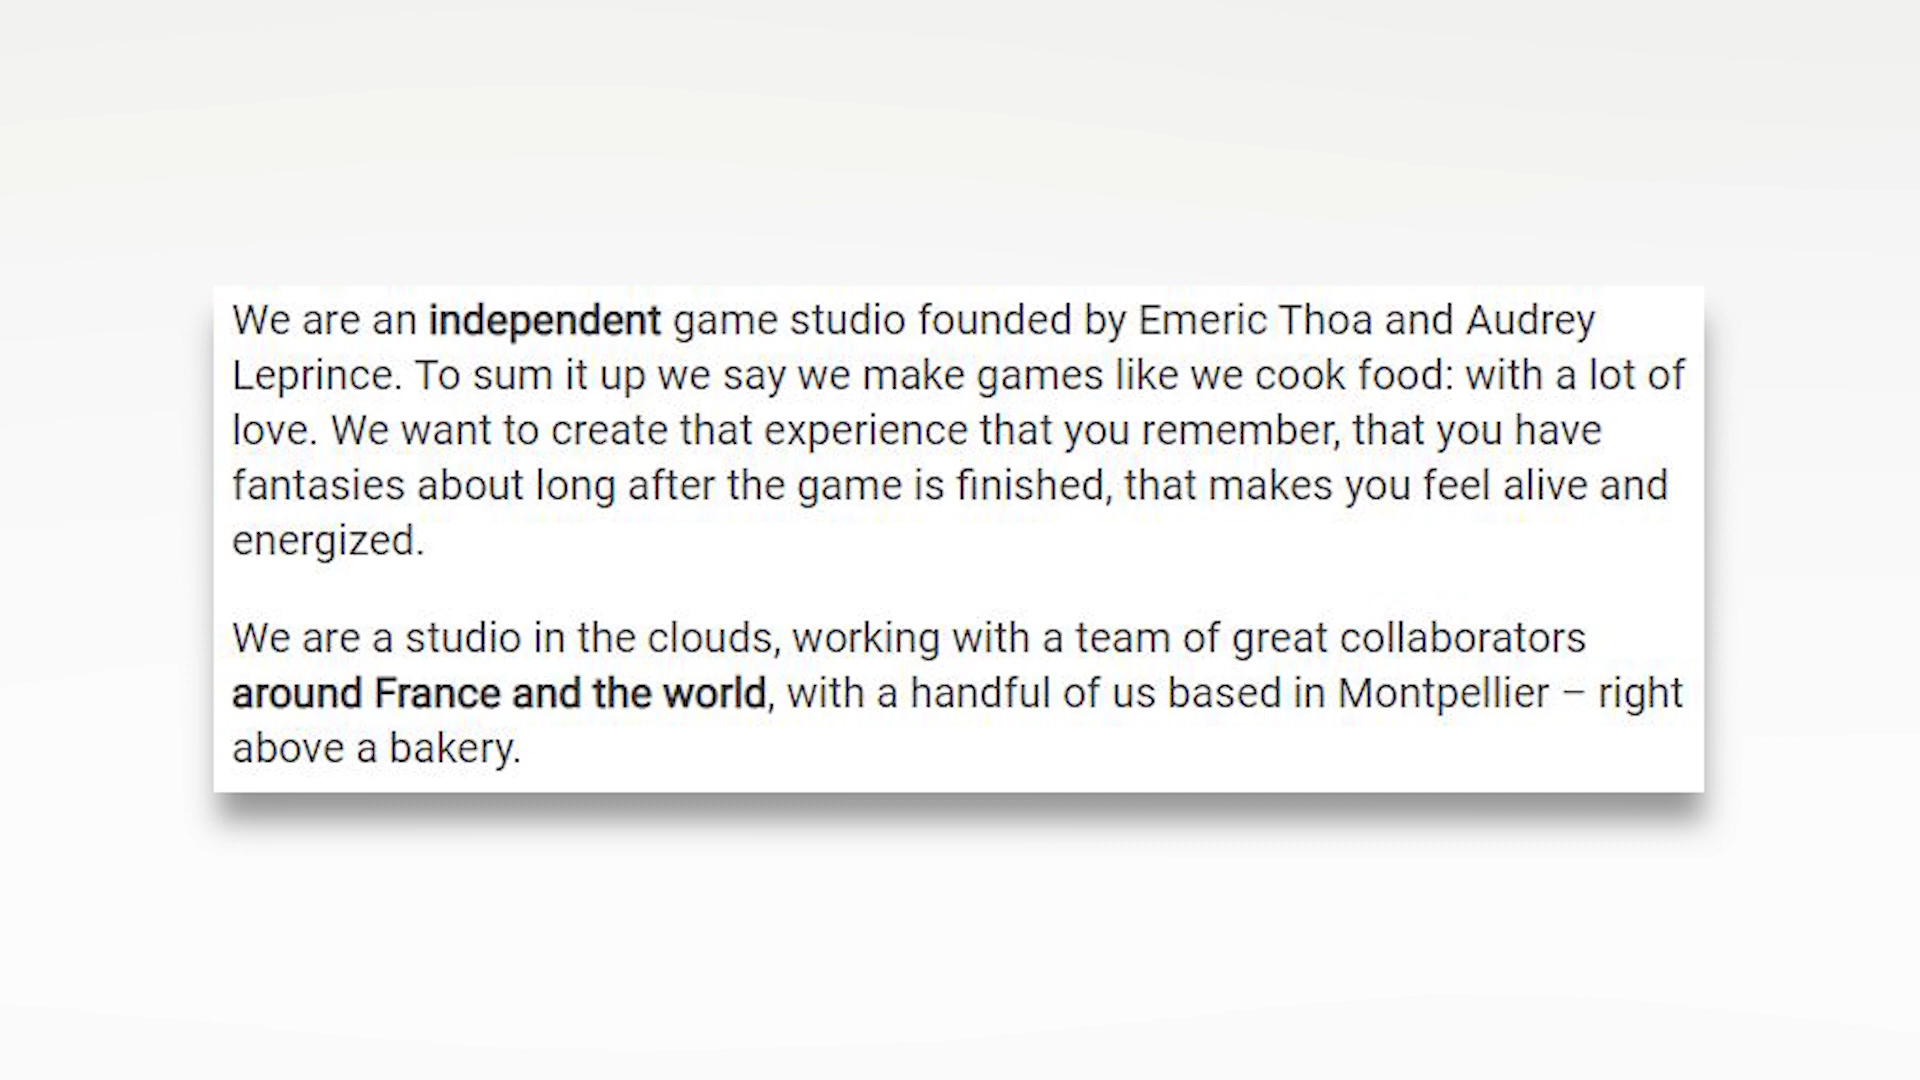 We are an independent game studio founded by Emeric Thoa and Audrey
Leprince. To sum it up we say we make games like we cook food: with a lot of
love. We want to create that experience that you remember, that you have
fantasies about long after the game is finished, that makes you feel alive and
energized.
We are a studio in the clouds, working with a team of great collaborators
around France and the world, with a handful of us based in Montpellier – right
above a bakery.